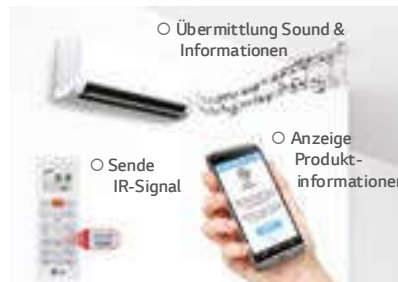 ○ Übermittlung Sound &
Informationen
○ Anzeige
Produkt-
informationen
○ Sende
IR-Signal